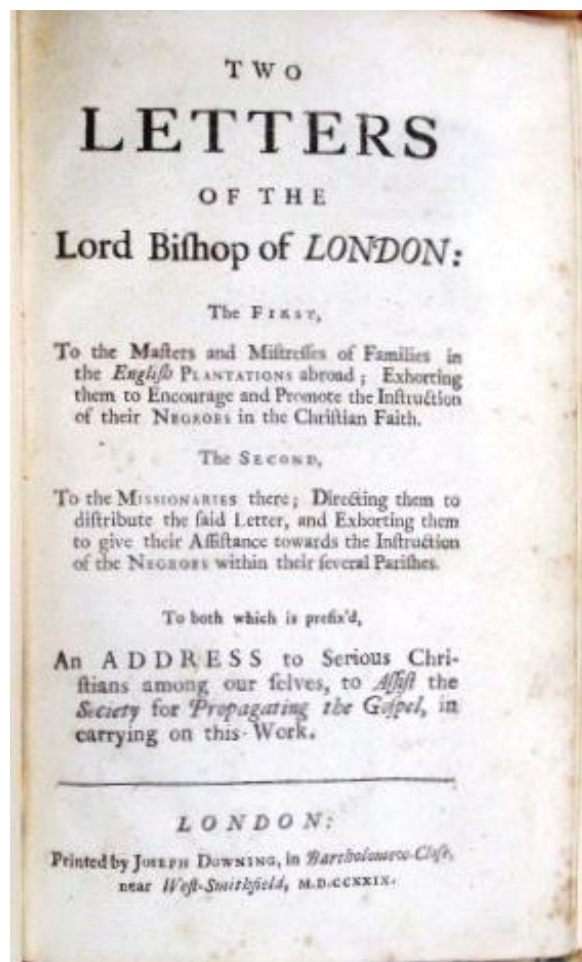 TWO
LETTERS
OF THE
Lord Biſhop of LONDON:
The FIRST,
To the Maſters and Miſtreſſes of Families in
the Engliſh PLANTATIONS abroad; Exhorting
them to Encourage and Promote the Inſtruction
of their NEGROES in the Chriſtian Faith.
The SECOND,
To the MISSIONARIES there; Directing them to
diſtribute the ſaid Letter, and Exhorting them
to give their Aſſiſtance towards the Inſtruction
of the NEGROES within their ſeveral Pariſhes.
To both which is prefix'd,
An ADDRESS to Serious Chri-
ſtians among our ſelves, to Aſſiſt the
Society for Propagating the Goſpel, in
carrying on this Work.
LONDON:
Printed by JOSEPH DOWNING, in Bartholomew-Cloſe,
near Weſt-Smithfield, M.D.CCXXIX.